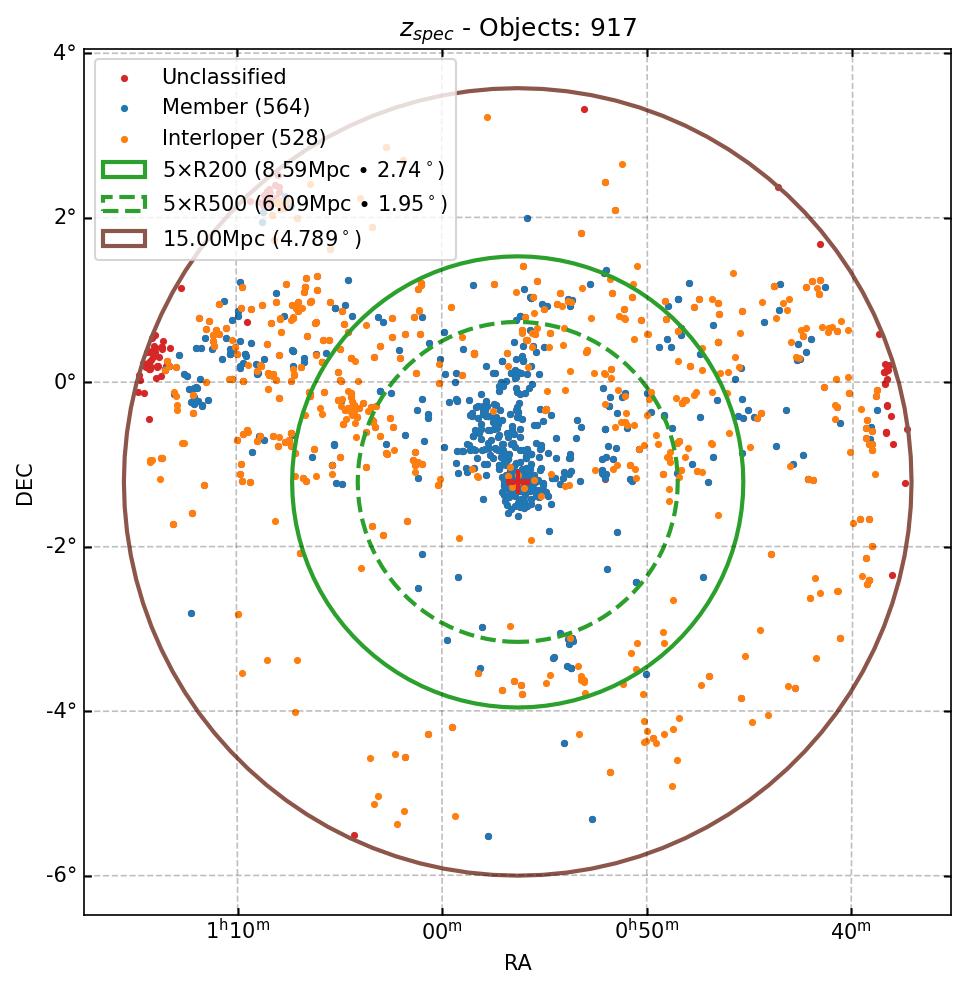 z_spec - Objects: 917
Unclassified
Member (564)
Interloper (528)
5×R200 (8.59Mpc • 2.74°)
5×R500 (6.09Mpc • 1.95°)
15.00Mpc (4.789°)
4°
2°
0°
-2°
-4°
-6°
DEC
1ʰ10ᵐ 00ᵐ 0ʰ50ᵐ 40ᵐ
RA